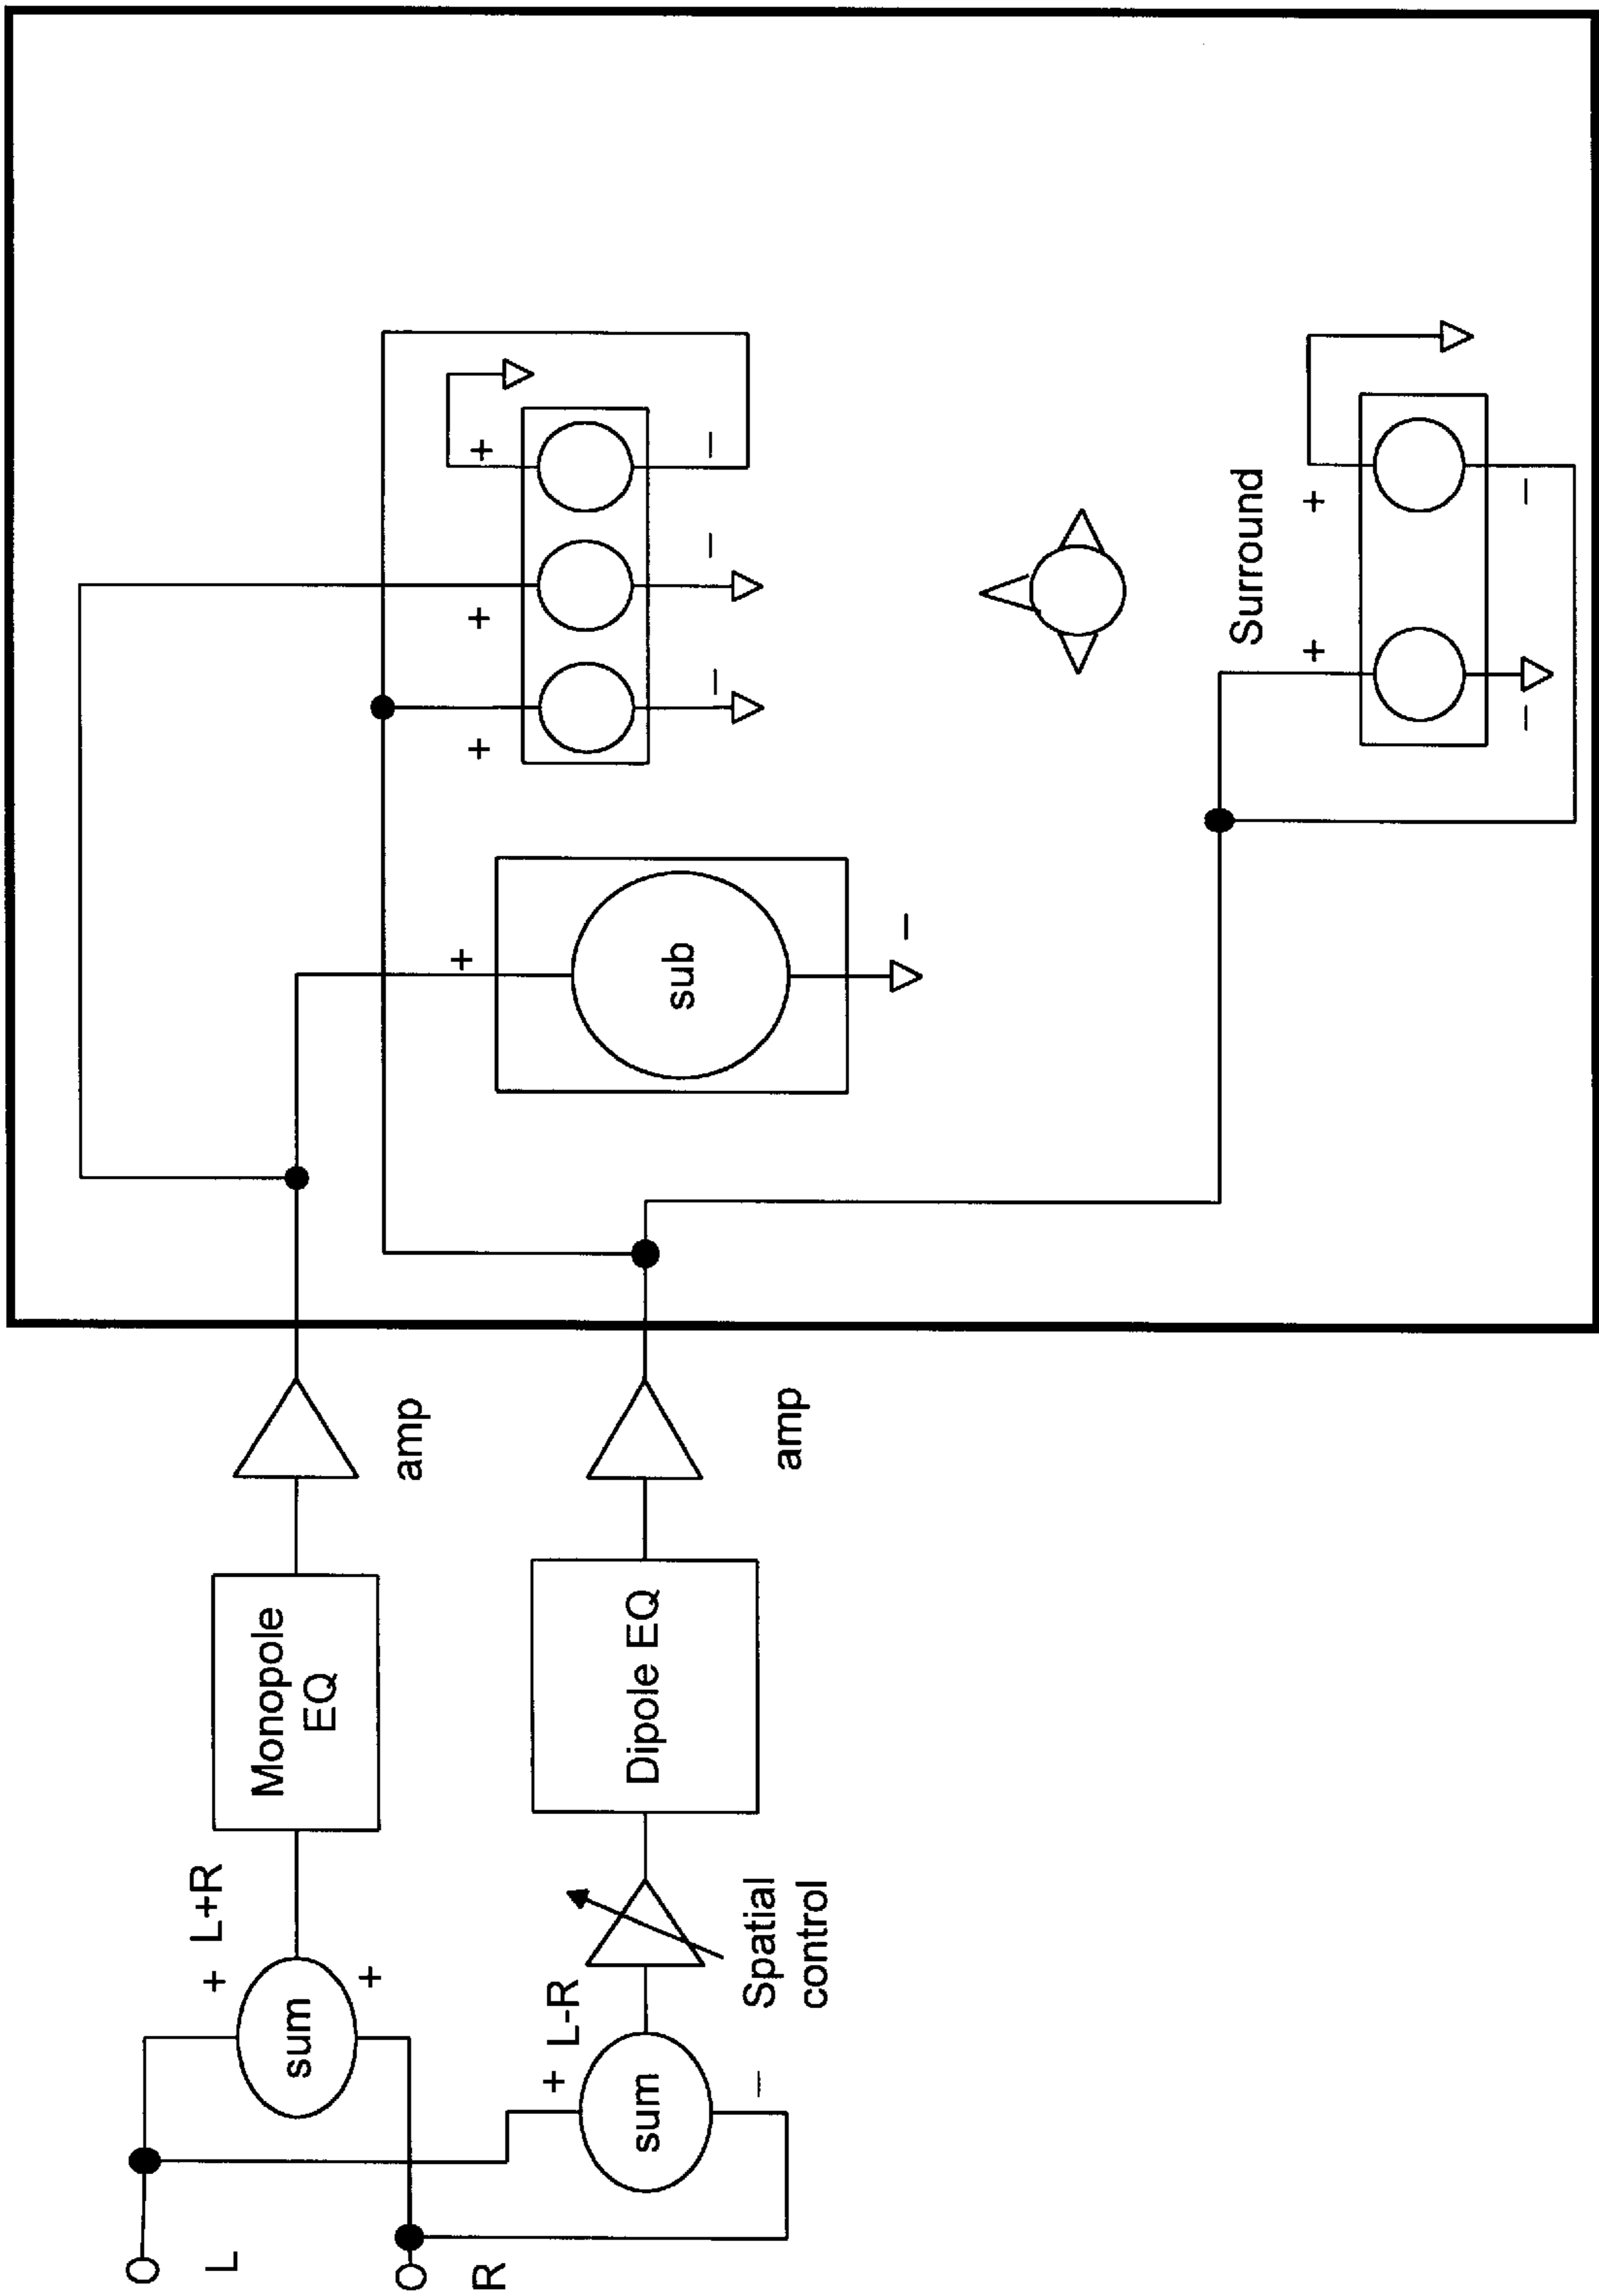 L
R
+
sum
+
L+R
+
sum
–
L-R
Spatial
control
Monopole
EQ
Dipole EQ
amp
amp
+
sub
–
+
–
+
–
+
–
Surround
+
–
+
–